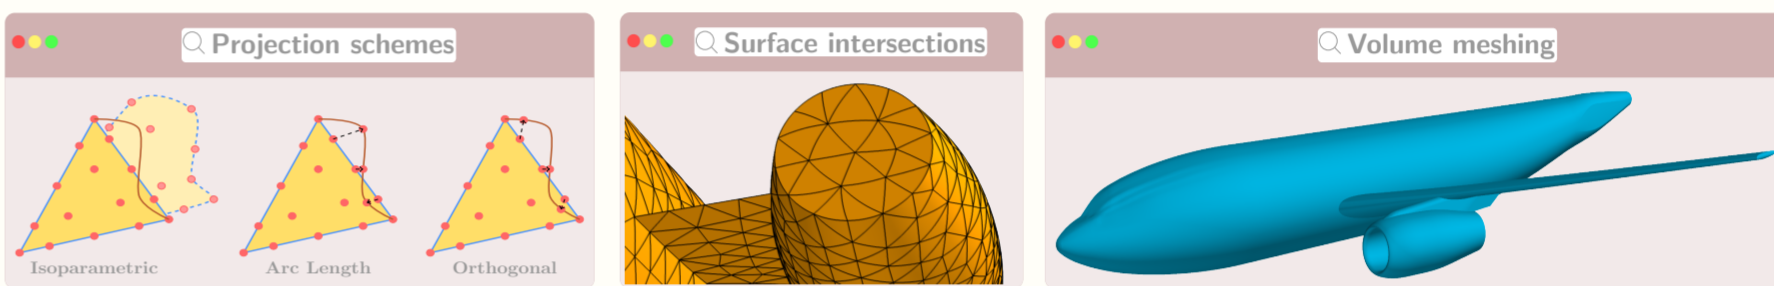 Projection schemes
Isoparametric
Arc Length
Orthogonal
Surface intersections
Volume meshing